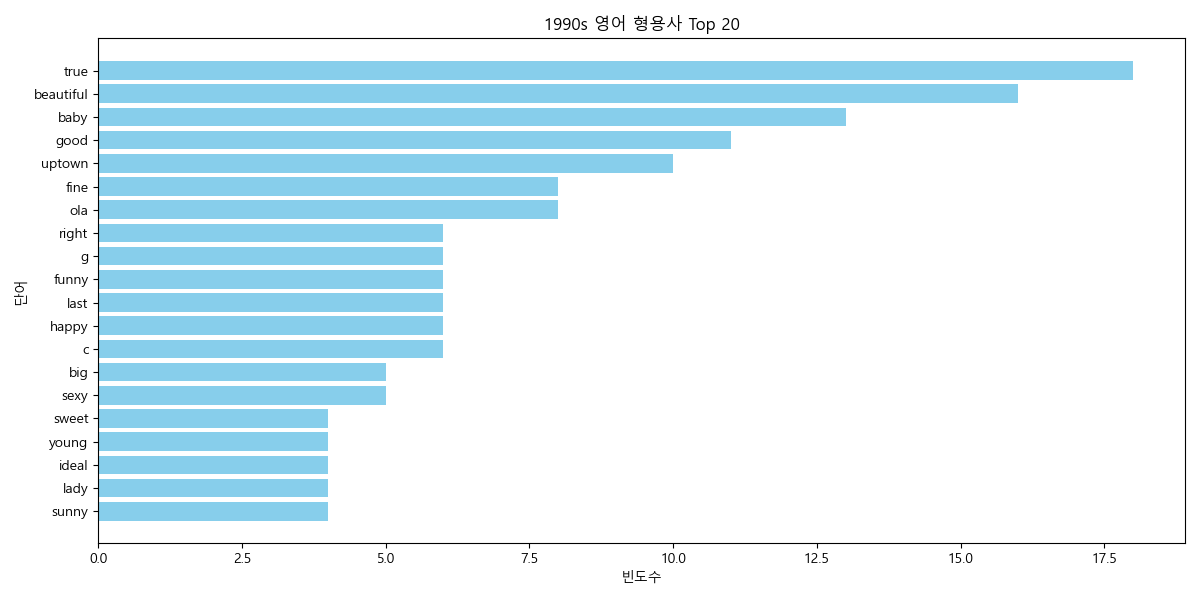 1990s 영어 형용사 Top 20
단어
true
beautiful
baby
good
uptown
fine
ola
right
g
funny
last
happy
c
big
sexy
sweet
young
ideal
lady
sunny
0.0 2.5 5.0 7.5 10.0 12.5 15.0 17.5
빈도수